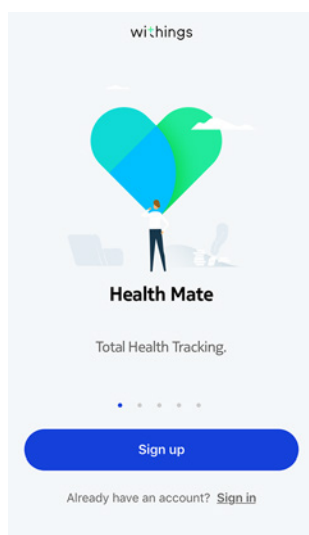 withings
Health Mate
Total Health Tracking.
Sign up
Already have an account? Sign in